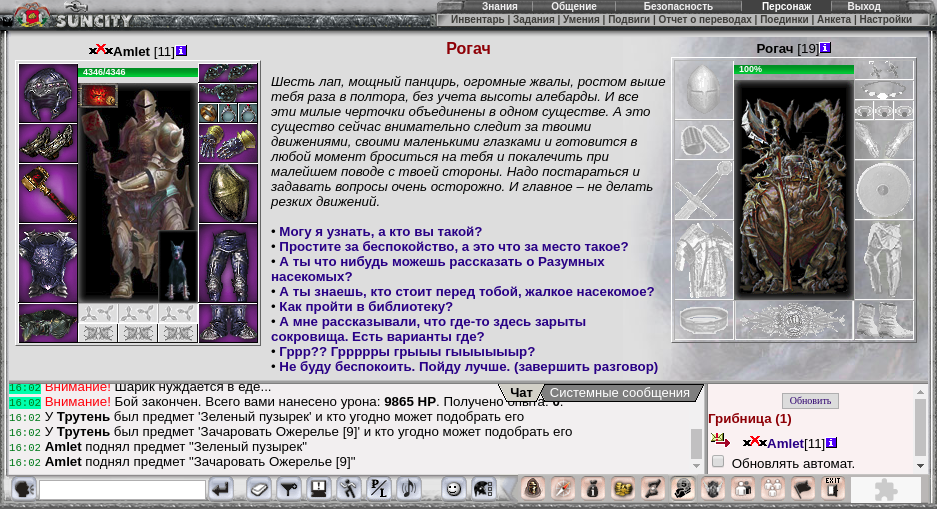 SUNCITY
Знания Общение Безопасность Персонаж Выход
Инвентарь | Задания | Умения | Подвиги | Отчет о переводах | Поединки | Анкета | Настройки
Amlet [11]
4346/4346
Рогач
Рогач [19]
100%
Шесть лап, мощный панцирь, огромные жвалы, ростом выше
тебя раза в полтора, без учета высоты алебарды. И все
эти милые черточки объединены в одном существе. А это
существо сейчас внимательно следит за твоими
движениями, своими маленькими глазками и готовится в
любой момент броситься на тебя и покалечить при
малейшем поводе с твоей стороны. Надо постараться и
задавать вопросы очень осторожно. И главное – не делать
резких движений.
• Могу я узнать, а кто вы такой?
• Простите за беспокойство, а это что за место такое?
• А ты что нибудь можешь рассказать о Разумных
насекомых?
• А ты знаешь, кто стоит перед тобой, жалкое насекомое?
• Как пройти в библиотеку?
• А мне рассказывали, что где-то здесь зарыты
сокровища. Есть варианты где?
• Гррр?? Гррррры грыыы гыыыыыыр?
• Не буду беспокоить. Пойду лучше. (завершить разговор)
Чат Системные сообщения
16:02 Внимание! Шарик нуждается в еде...
16:02 Внимание! Бой закончен. Всего вами нанесено урона: 9865 HP. Получено опыта: 0.
16:02 У Трутень был предмет 'Зеленый пузырек' и кто угодно может подобрать его
16:02 У Трутень был предмет 'Зачаровать Ожерелье [9]' и кто угодно может подобрать его
16:02 Amlet поднял предмет "Зеленый пузырек"
16:02 Amlet поднял предмет "Зачаровать Ожерелье [9]"
Обновить
Грибница (1)
Amlet[11]
Обновлять автомат.
P/L
EXIT